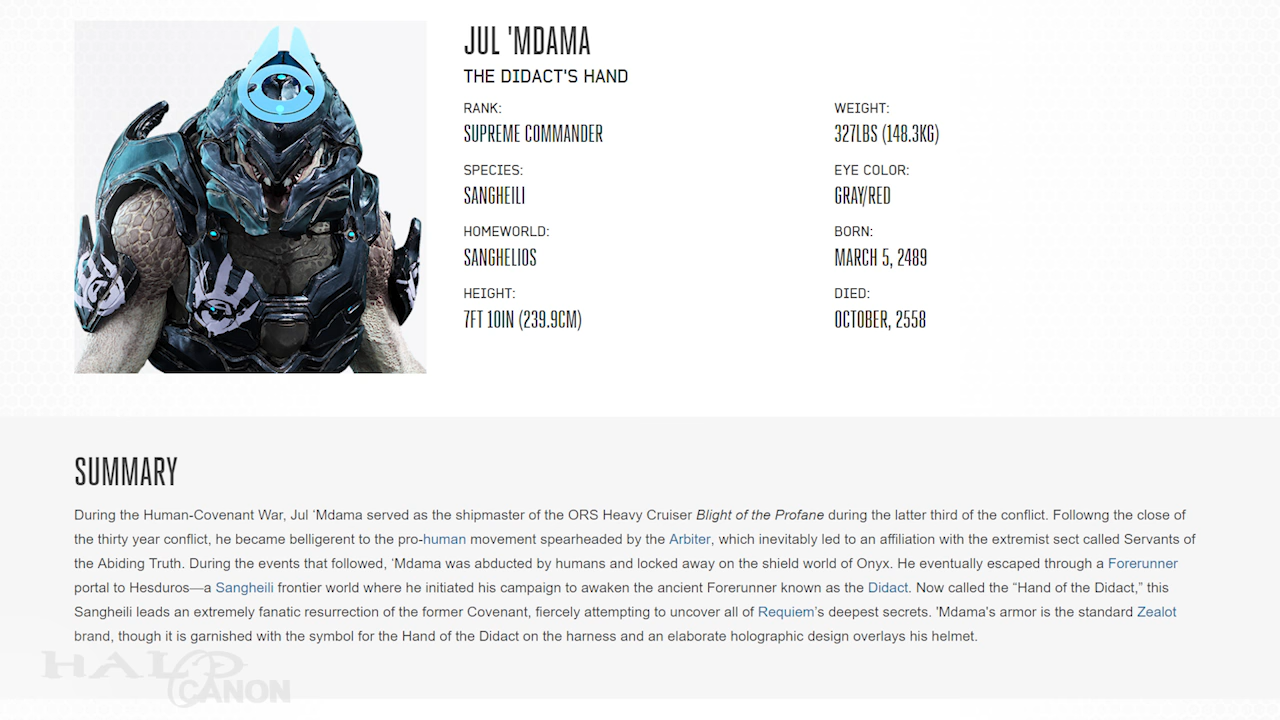 JUL 'MDAMA
THE DIDACT'S HAND
RANK:
SUPREME COMMANDER
SPECIES:
SANGHEILI
HOMEWORLD:
SANGHELIOS
HEIGHT:
7FT 10IN (239.9CM)
WEIGHT:
327LBS (148.3KG)
EYE COLOR:
GRAY/RED
BORN:
MARCH 5, 2489
DIED:
OCTOBER, 2558
SUMMARY
During the Human-Covenant War, Jul ‘Mdama served as the shipmaster of the ORS Heavy Cruiser Blight of the Profane during the latter third of the conflict. Followng the close of
the thirty year conflict, he became belligerent to the pro-human movement spearheaded by the Arbiter, which inevitably led to an affiliation with the extremist sect called Servants of
the Abiding Truth. During the events that followed, ‘Mdama was abducted by humans and locked away on the shield world of Onyx. He eventually escaped through a Forerunner
portal to Hesduros—a Sangheili frontier world where he initiated his campaign to awaken the ancient Forerunner known as the Didact. Now called the “Hand of the Didact,” this
Sangheili leads an extremely fanatic resurrection of the former Covenant, fiercely attempting to uncover all of Requiem’s deepest secrets. 'Mdama's armor is the standard Zealot
brand, though it is garnished with the symbol for the Hand of the Didact on the harness and an elaborate holographic design overlays his helmet.
HALO
CANON